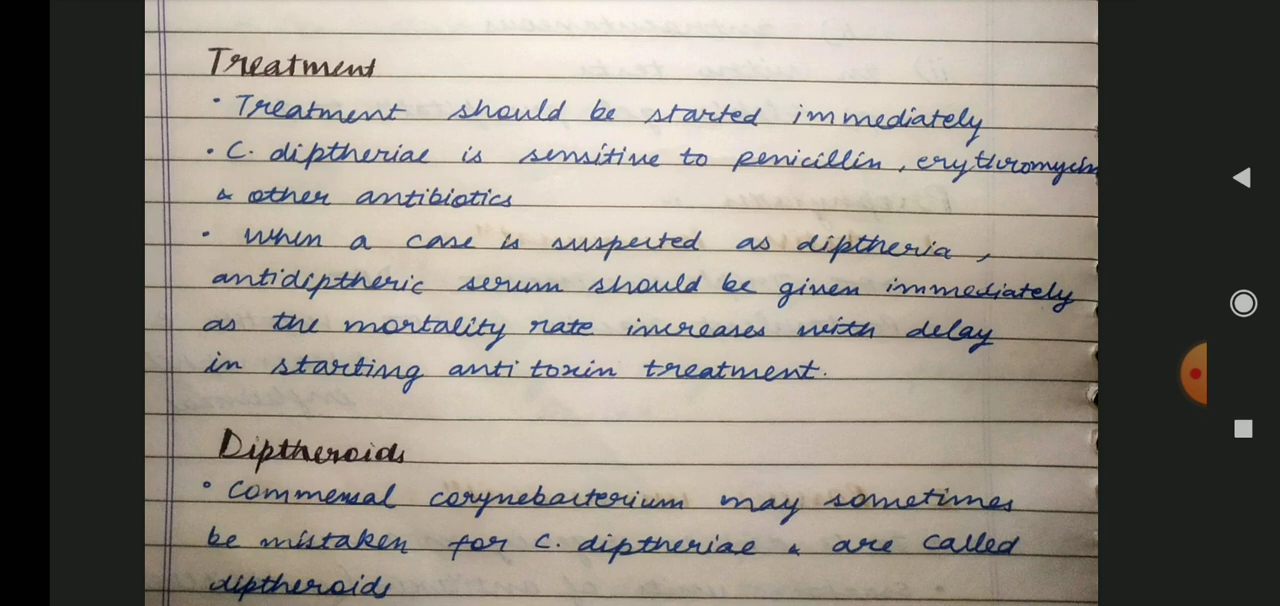 Treatment
• Treatment should be started immediately
• C. diptheriae is sensitive to penicillin, erythromycin
& other antibiotics
• When a case is suspected as diptheria,
antidiptheric serum should be given immediately
as the mortality rate increases with delay
in starting anti toxin treatment.
Diptheroids
• Commensal corynebacterium may sometimes
be mistaken for C. diptheriae & are called
diptheroids